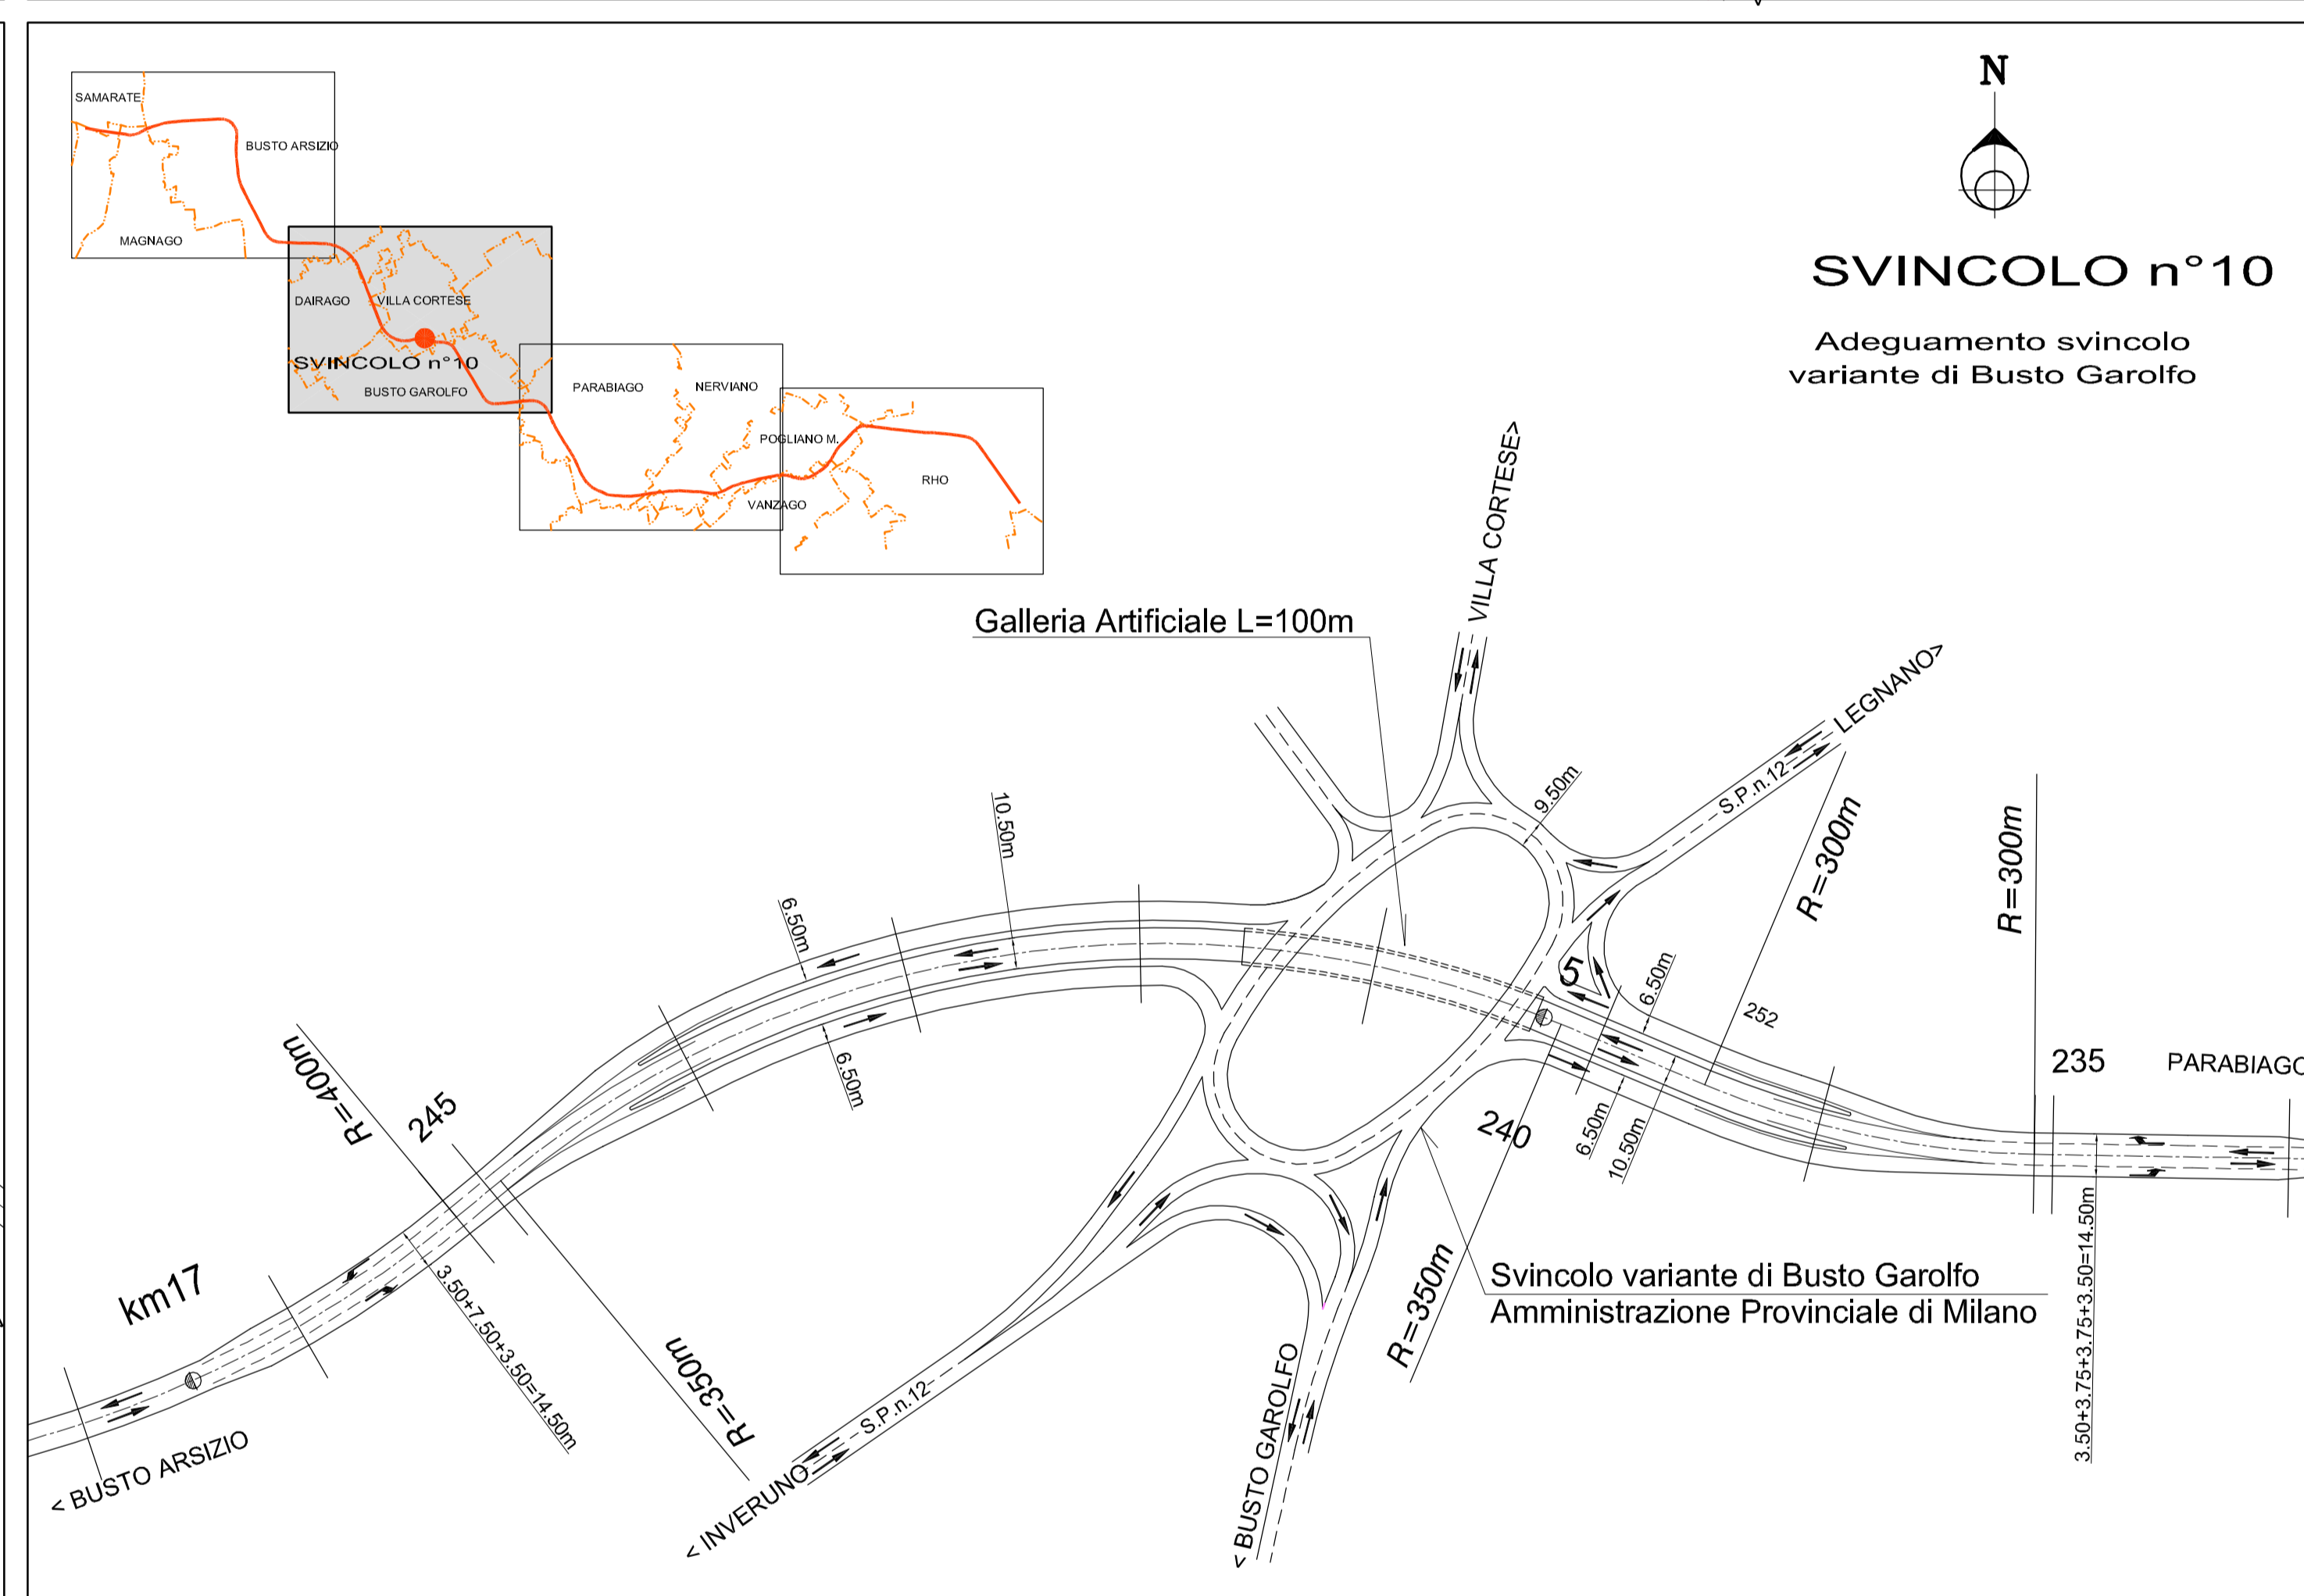 N
SVINCOLO n°10
Adeguamento svincolo
variante di Busto Garolfo
SAMARATE
BUSTO ARSIZIO
MAGNAGO
DAIRAGO
VILLA CORTESE
SVINCOLO n°10
BUSTO GAROLFO
PARABIAGO
NERVIANO
POGLIANO M.
RHO
VANZAGO
Galleria Artificiale L=100m
VILLA CORTESE>
LEGNANO>
S.P.n.12
9.50m
R=300m
R=300m
10.50m
6.50m
6.50m
5
6.50m
252
235
PARABIAGO
R=400m
245
240
6.50m
10.50m
km17
3.50+7.50+3.50=14.50m
R=350m
R=350m
Svincolo variante di Busto Garolfo
Amministrazione Provinciale di Milano
3.50+3.75+3.75+3.50=14.50m
S.P.n.12
< BUSTO ARSIZIO
< INVERUNO
< BUSTO GAROLFO